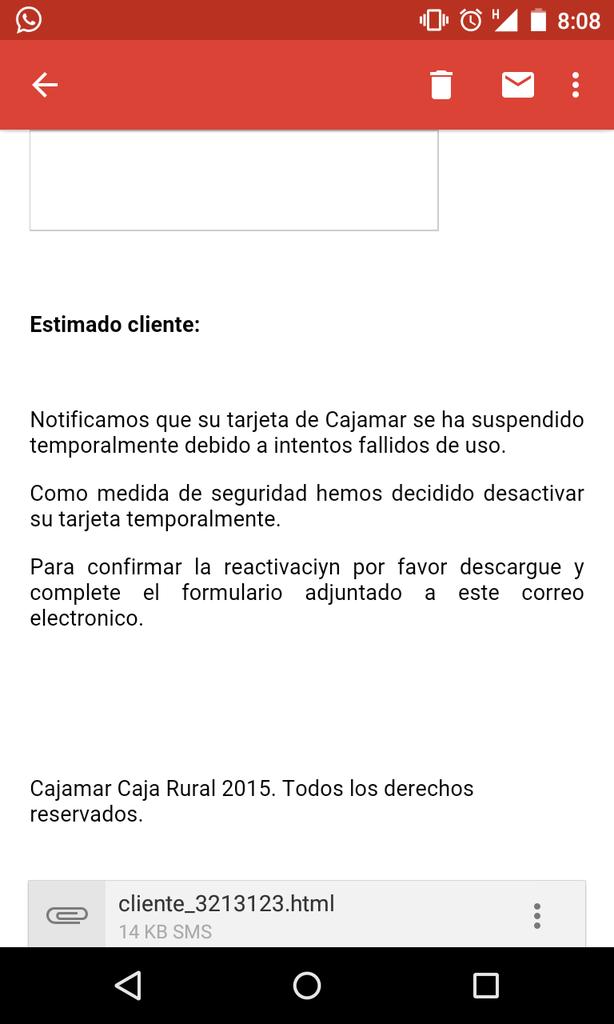 H 8:08
Estimado cliente:
Notificamos que su tarjeta de Cajamar se ha suspendido
temporalmente debido a intentos fallidos de uso.
Como medida de seguridad hemos decidido desactivar
su tarjeta temporalmente.
Para confirmar la reactivaciyn por favor descargue y
complete el formulario adjuntado a este correo
electronico.
Cajamar Caja Rural 2015. Todos los derechos
reservados.
cliente_3213123.html
14 KB SMS